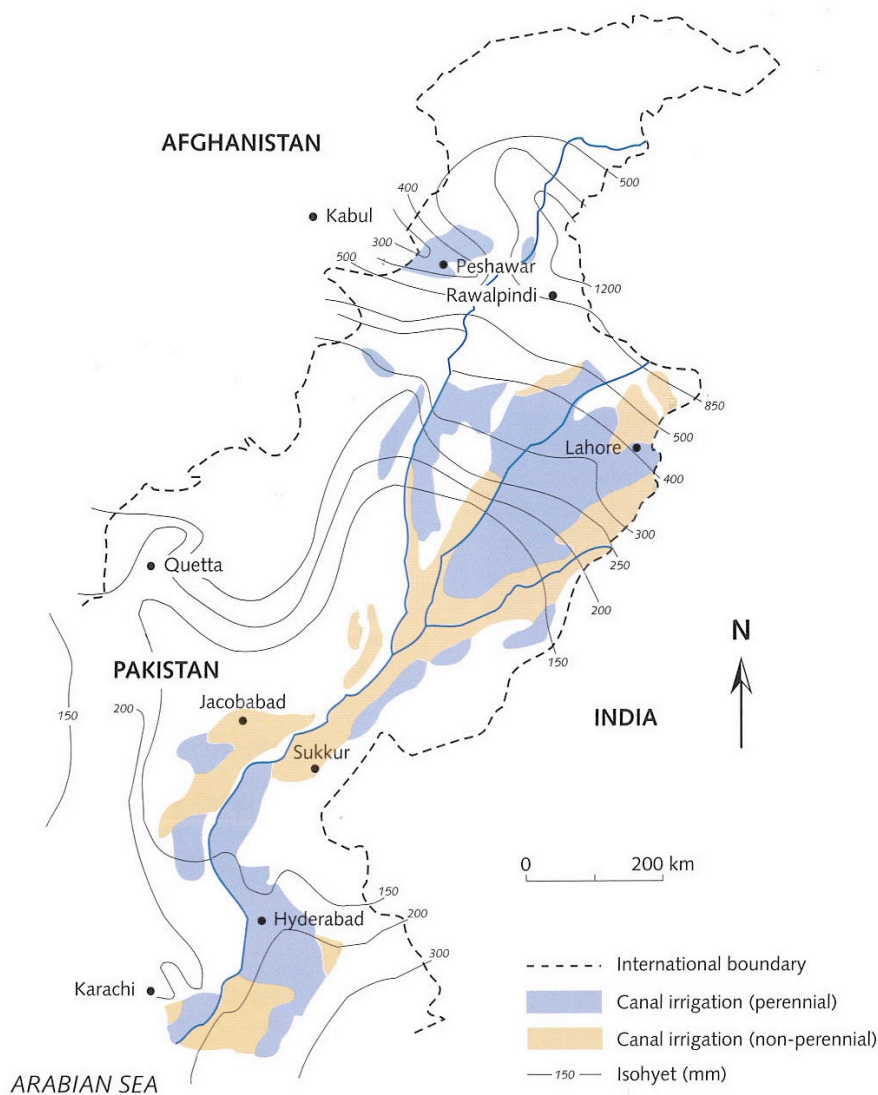 AFGHANISTAN
400
500
Kabul
300
500
Peshawar
Rawalpindi
1200
850
500
Lahore
400
300
250
Quetta
200
N
150
PAKISTAN
150
200
Jacobabad
INDIA
Sukkur
0 200 km
150
200
Hyderabad
300
International boundary
Karachi
Canal irrigation (perennial)
Canal irrigation (non-perennial)
150 Isohyet (mm)
ARABIAN SEA